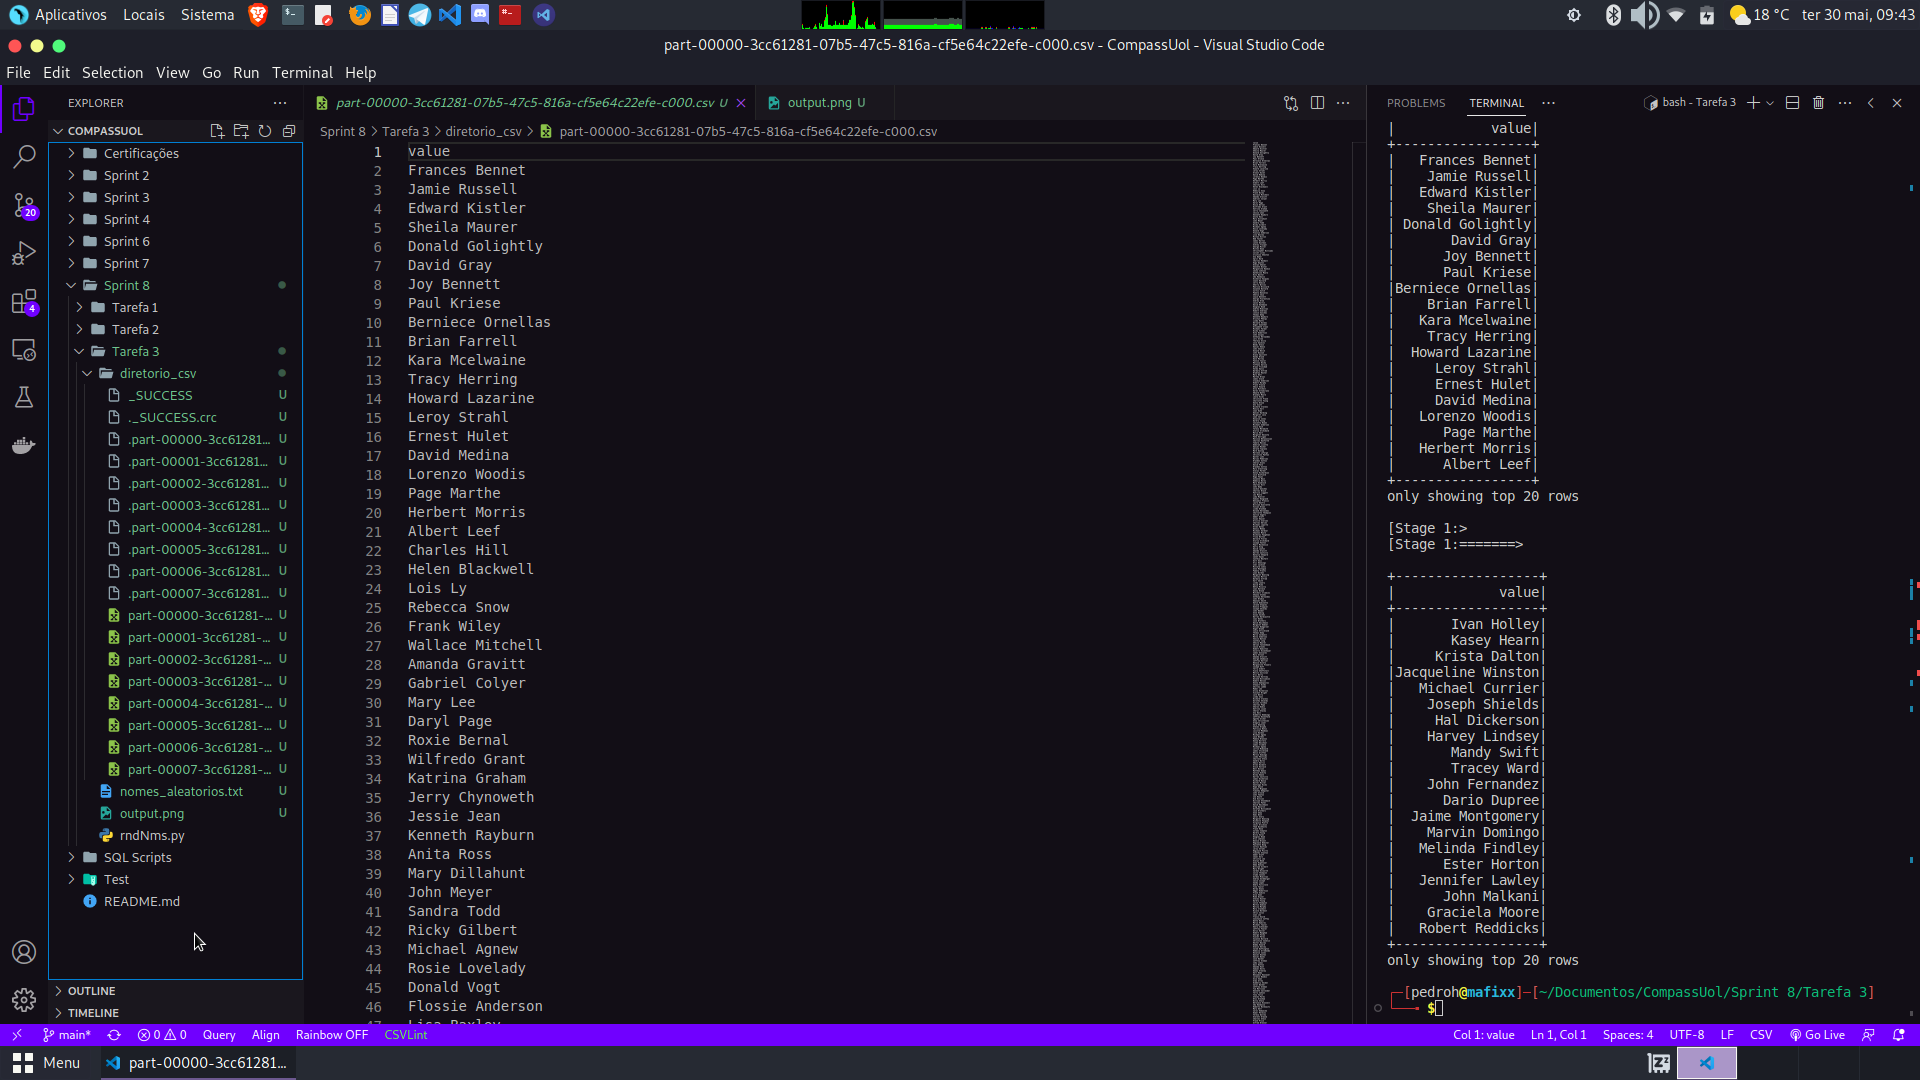 Aplicativos Locais Sistema
18 °C ter 30 mai, 09:43
part-00000-3cc61281-07b5-47c5-816a-cf5e64c22efe-c000.csv - CompassUol - Visual Studio Code
File Edit Selection View Go Run Terminal Help
EXPLORER
COMPASSUOL
Certificações
Sprint 2
Sprint 3
Sprint 4
Sprint 6
Sprint 7
Sprint 8
Tarefa 1
Tarefa 2
Tarefa 3
diretorio_csv
_SUCCESS U
._SUCCESS.crc U
.part-00000-3cc61281... U
.part-00001-3cc61281... U
.part-00002-3cc61281... U
.part-00003-3cc61281... U
.part-00004-3cc61281... U
.part-00005-3cc61281... U
.part-00006-3cc61281... U
.part-00007-3cc61281... U
part-00000-3cc61281-... U
part-00001-3cc61281-... U
part-00002-3cc61281-... U
part-00003-3cc61281-... U
part-00004-3cc61281-... U
part-00005-3cc61281-... U
part-00006-3cc61281-... U
part-00007-3cc61281-... U
nomes_aleatorios.txt U
output.png U
rndNms.py
SQL Scripts
Test
README.md
OUTLINE
TIMELINE
20
4
part-00000-3cc61281-07b5-47c5-816a-cf5e64c22efe-c000.csv U
output.png U
Sprint 8 > Tarefa 3 > diretorio_csv > part-00000-3cc61281-07b5-47c5-816a-cf5e64c22efe-c000.csv
1 value
2 Frances Bennet
3 Jamie Russell
4 Edward Kistler
5 Sheila Maurer
6 Donald Golightly
7 David Gray
8 Joy Bennett
9 Paul Kriese
10 Berniece Ornellas
11 Brian Farrell
12 Kara Mcelwaine
13 Tracy Herring
14 Howard Lazarine
15 Leroy Strahl
16 Ernest Hulet
17 David Medina
18 Lorenzo Woodis
19 Page Marthe
20 Herbert Morris
21 Albert Leef
22 Charles Hill
23 Helen Blackwell
24 Lois Ly
25 Rebecca Snow
26 Frank Wiley
27 Wallace Mitchell
28 Amanda Gravitt
29 Gabriel Colyer
30 Mary Lee
31 Daryl Page
32 Roxie Bernal
33 Wilfredo Grant
34 Katrina Graham
35 Jerry Chynoweth
36 Jessie Jean
37 Kenneth Rayburn
38 Anita Ross
39 Mary Dillahunt
40 John Meyer
41 Sandra Todd
42 Ricky Gilbert
43 Michael Agnew
44 Rosie Lovelady
45 Donald Vogt
46 Flossie Anderson
PROBLEMS TERMINAL
bash - Tarefa 3
| value|
+-----------------+
| Frances Bennet|
| Jamie Russell|
| Edward Kistler|
| Sheila Maurer|
| Donald Golightly|
| David Gray|
| Joy Bennett|
| Paul Kriese|
|Berniece Ornellas|
| Brian Farrell|
| Kara Mcelwaine|
| Tracy Herring|
| Howard Lazarine|
| Leroy Strahl|
| Ernest Hulet|
| David Medina|
| Lorenzo Woodis|
| Page Marthe|
| Herbert Morris|
| Albert Leef|
+-----------------+
only showing top 20 rows
[Stage 1:>
[Stage 1:=======>
+------------------+
| value|
+------------------+
| Ivan Holley|
| Kasey Hearn|
| Krista Dalton|
|Jacqueline Winston|
| Michael Currier|
| Joseph Shields|
| Hal Dickerson|
| Harvey Lindsey|
| Mandy Swift|
| Tracey Ward|
| John Fernandez|
| Dario Dupree|
| Jaime Montgomery|
| Marvin Domingo|
| Melinda Findley|
| Ester Horton|
| Jennifer Lawley|
| John Malkani|
| Graciela Moore|
| Robert Reddicks|
+------------------+
only showing top 20 rows
┌─[pedroh@mafixx]─[~/Documentos/CompassUol/Sprint 8/Tarefa 3]
└──╼ $
main* 0 0 Query Align Rainbow OFF CSVLint
Col 1: value Ln 1, Col 1 Spaces: 4 UTF-8 LF CSV Go Live
Menu part-00000-3cc61281...